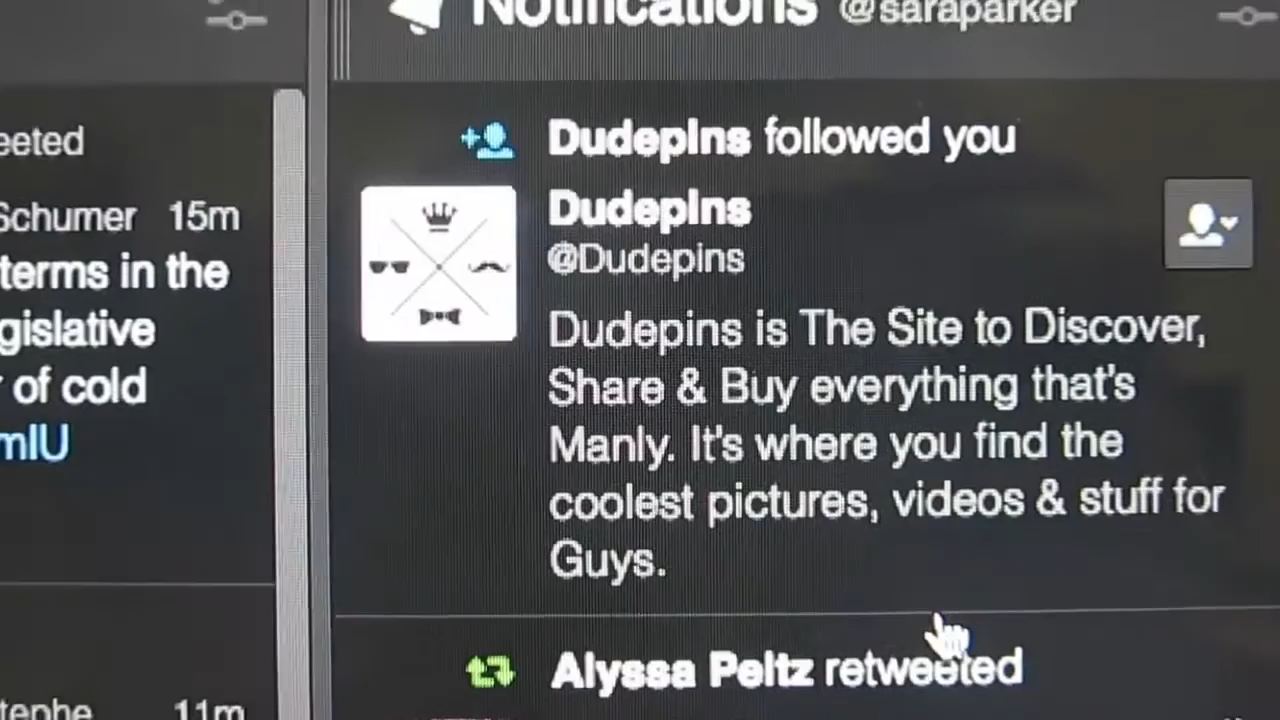 Notifications @saraparker
eeted
Schumer 15m
terms in the
gislative
r of cold
mIU
tephe 11m
Dudepins followed you
Dudepins
@Dudepins
Dudepins is The Site to Discover,
Share & Buy everything that's
Manly. It's where you find the
coolest pictures, videos & stuff for
Guys.
Alyssa Peltz retweeted